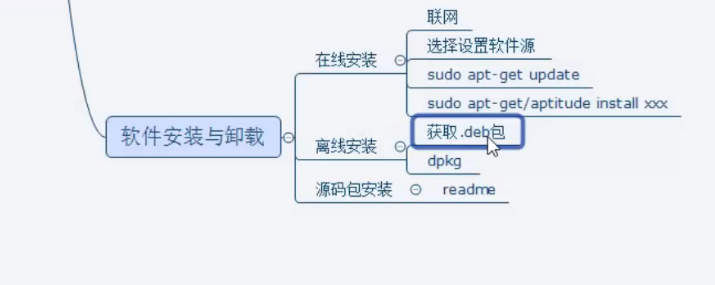 联网
选择设置软件源
在线安装
sudo apt-get update
sudo apt-get/aptitude install xxx
软件安装与卸载
获取.deb包
离线安装
dpkg
源码包安装
readme